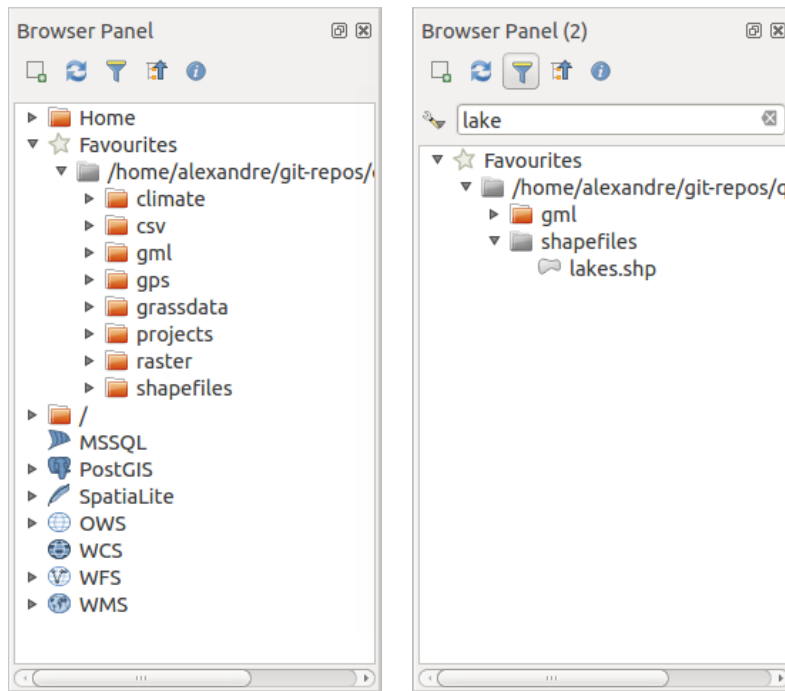 Browser Panel
Home
Favourites
/home/alexandre/git-repos/
climate
csv
gml
gps
grassdata
projects
raster
shapefiles
/
MSSQL
PostGIS
SpatiaLite
OWS
WCS
WFS
WMS
Browser Panel (2)
lake
Favourites
/home/alexandre/git-repos/q
gml
shapefiles
lakes.shp